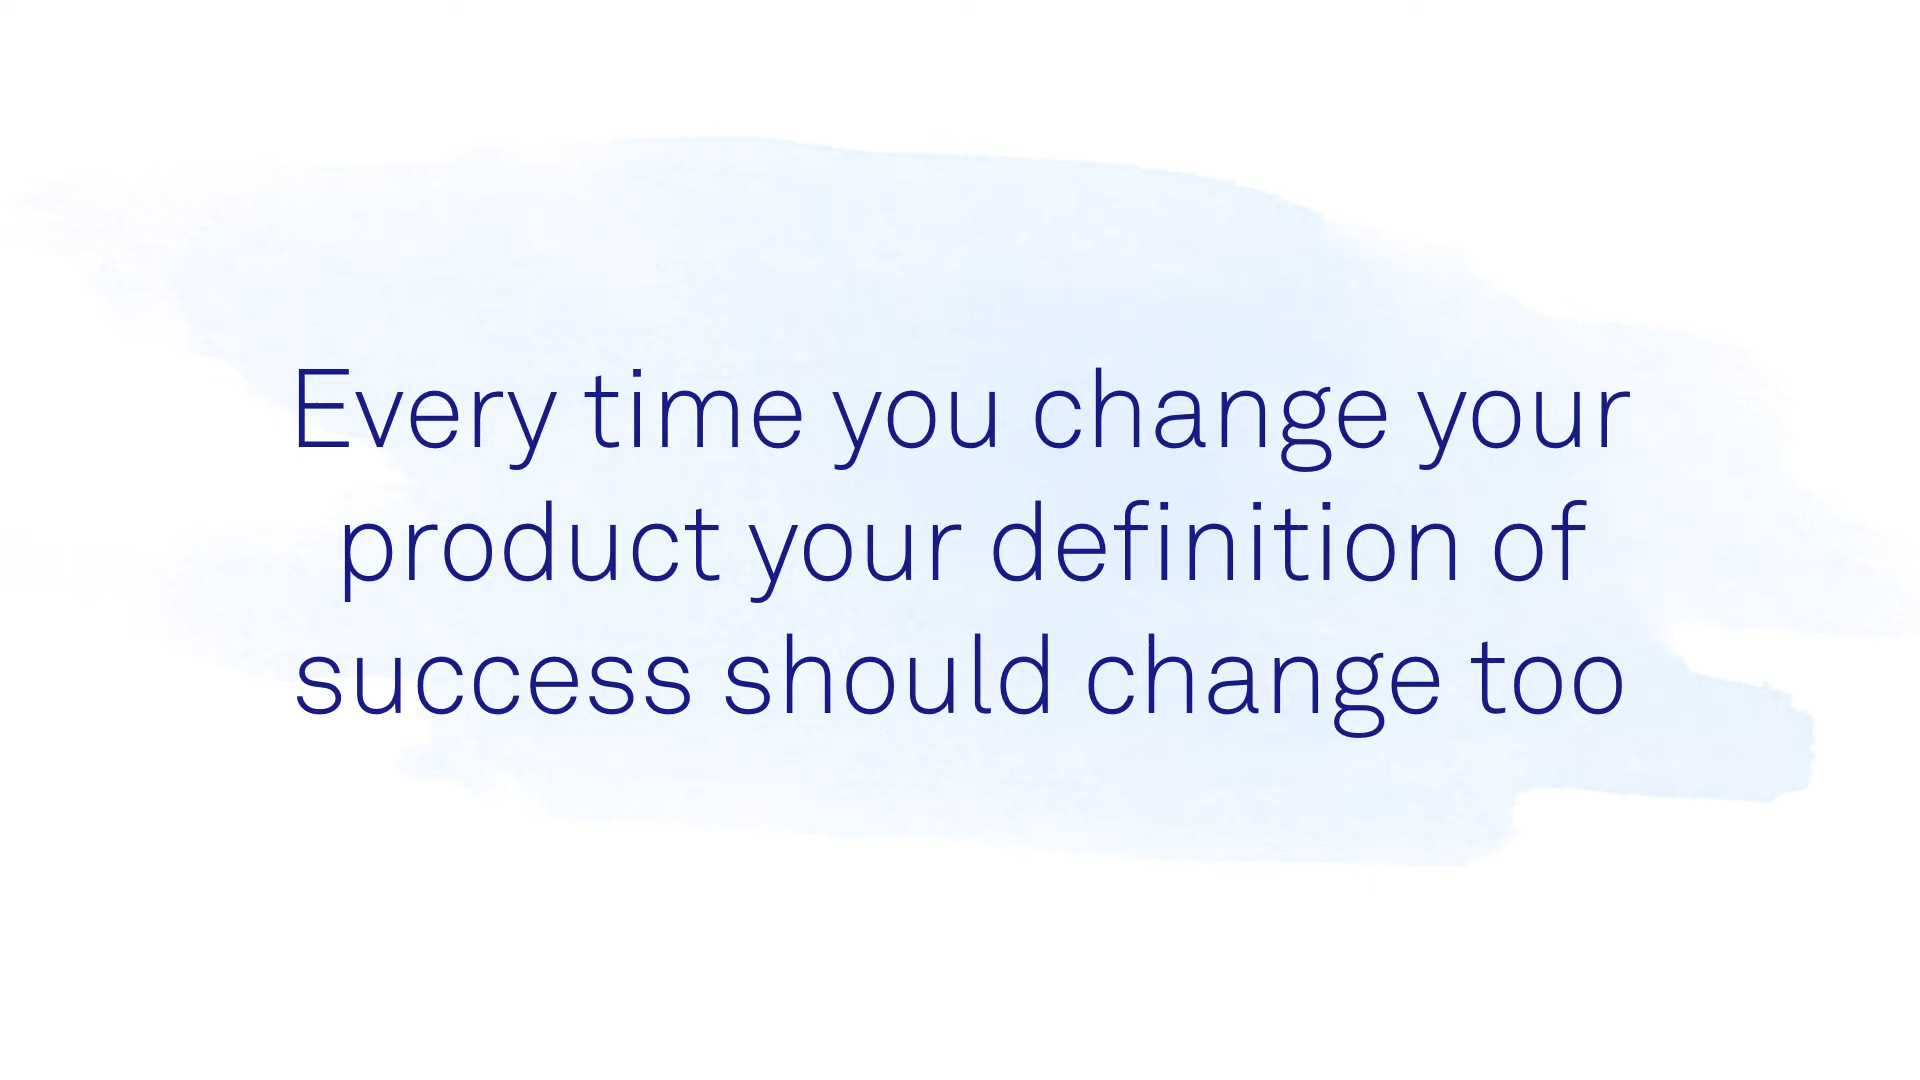 Every time you change your
product your definition of
success should change too